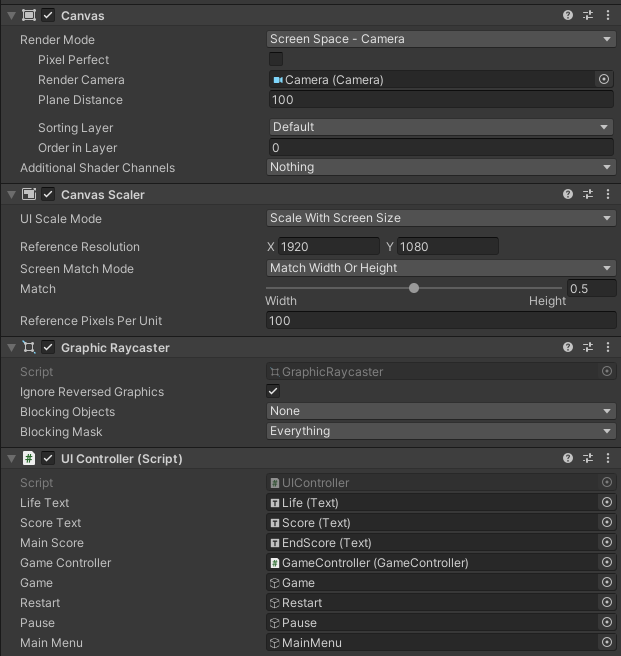 Canvas
Render Mode Screen Space - Camera
Pixel Perfect
Render Camera Camera (Camera)
Plane Distance 100
Sorting Layer Default
Order in Layer 0
Additional Shader Channels Nothing
Canvas Scaler
UI Scale Mode Scale With Screen Size
Reference Resolution X 1920 Y 1080
Screen Match Mode Match Width Or Height
Match 0.5
Width Height
Reference Pixels Per Unit 100
Graphic Raycaster
Script GraphicRaycaster
Ignore Reversed Graphics
Blocking Objects None
Blocking Mask Everything
# UI Controller (Script)
Script # UIController
Life Text T Life (Text)
Score Text T Score (Text)
Main Score T EndScore (Text)
Game Controller # GameController (GameController)
Game Game
Restart Restart
Pause Pause
Main Menu MainMenu